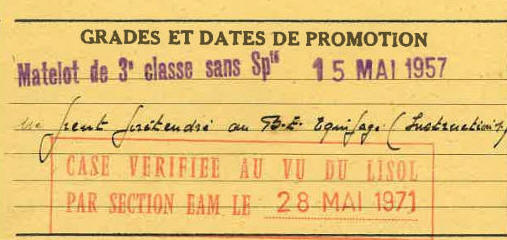 GRADES ET DATES DE PROMOTION
Matelot de 3e classe sans Spté 15 MAI 1957
ne peut prétendre au B.E. Equipage (Instruction
CASE VERIFIEE AU VU DU LISOL
PAR SECTION EAM LE 28 MAI 1971